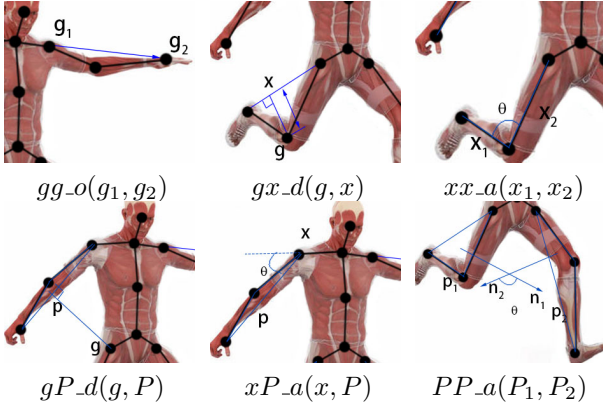 g₁ g₂
x
g
θ
x₂
x₁
gg_o(g₁, g₂) gx_d(g, x) xx_a(x₁, x₂)
p
g
x
θ
p
p₁
n₂
n₁
θ
p₂
gP_d(g, P) xP_a(x, P) PP_a(P₁, P₂)